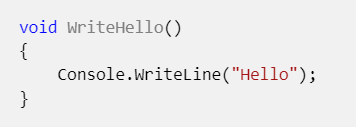 void WriteHello()
{
    Console.WriteLine("Hello");
}